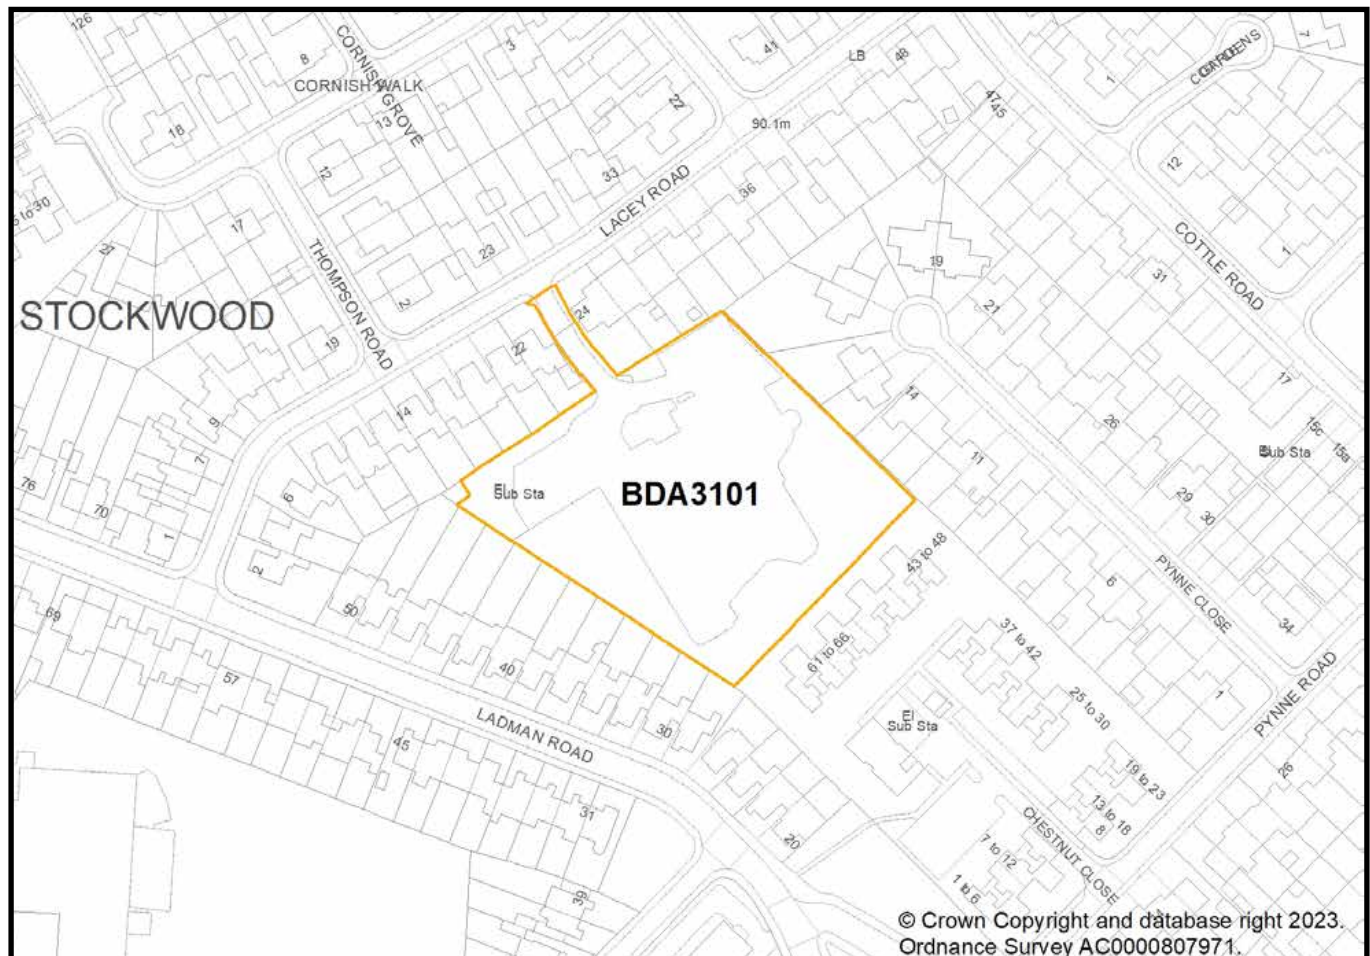 126
8
CORNISH GROVE
CORNISH WALK
3
41
LB
48
7
GARDENS
1
18
13
22
47
45
90.1m
12
12
33
36
5 to 30
17
27
LACEY ROAD
23
2
THOMPSON ROAD
19
COTTLE ROAD
1
31
21
STOCKWOOD
24
22
19
14
14
17
9
7
26
15c
15a
Sub Sta
11
76
70
1
6
El
Sub Sta
BDA3101
29
30
2
43 to 48
PYNNE CLOSE
6
50
69
57
40
61 to 66
37 to 42
34
PYNNE ROAD
25 to 30
1
LADMAN ROAD
30
El
Sub Sta
45
31
19 to 23
26
13 to 18
8
20
CHESTNUT CLOSE
7 to 12
1 to 6
39
© Crown Copyright and database right 2023.
Ordnance Survey AC0000807971.